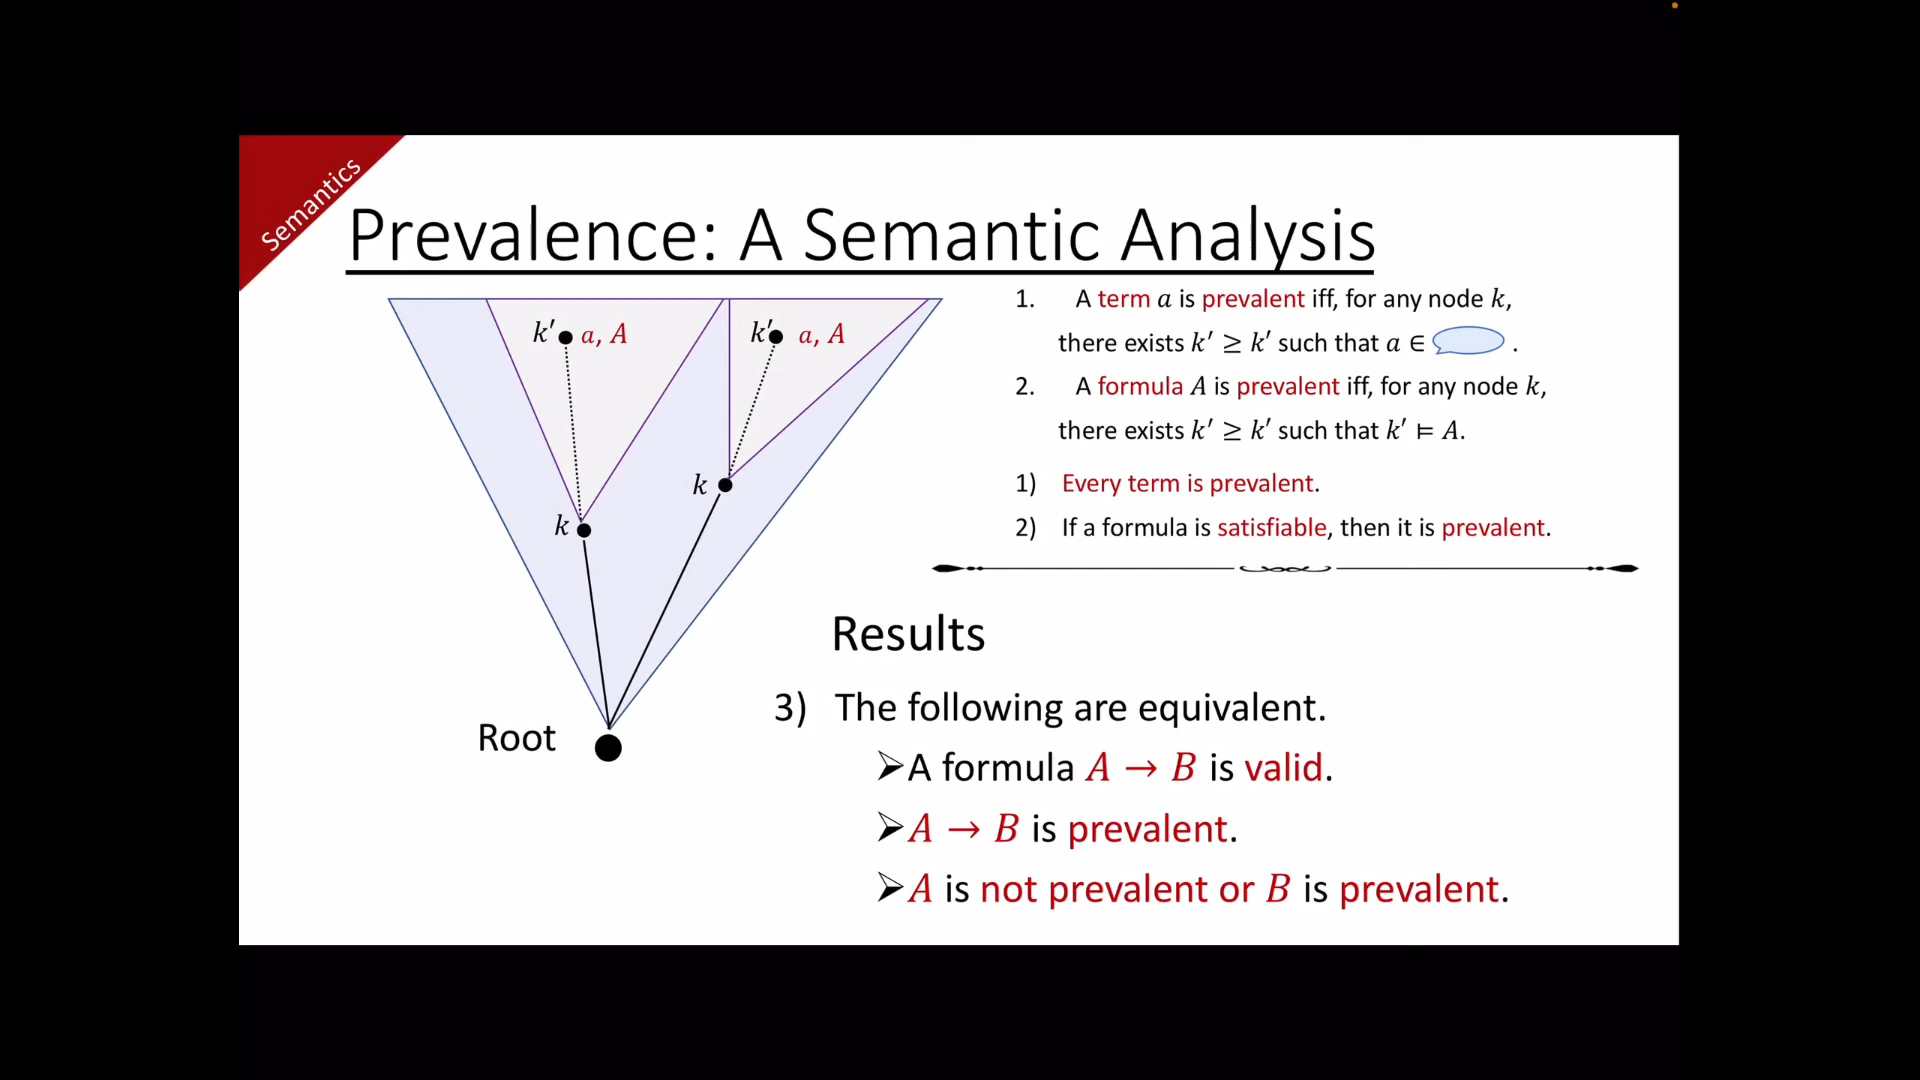 Semantics
Prevalence: A Semantic Analysis
k′ a, A
k′ a, A
k
k
Root
1. A term a is prevalent iff, for any node k,
there exists k′ ≥ k′ such that a ∈ .
2. A formula A is prevalent iff, for any node k,
there exists k′ ≥ k′ such that k′ ⊨ A.
1) Every term is prevalent.
2) If a formula is satisfiable, then it is prevalent.
Results
3) The following are equivalent.
➢A formula A → B is valid.
➢A → B is prevalent.
➢A is not prevalent or B is prevalent.